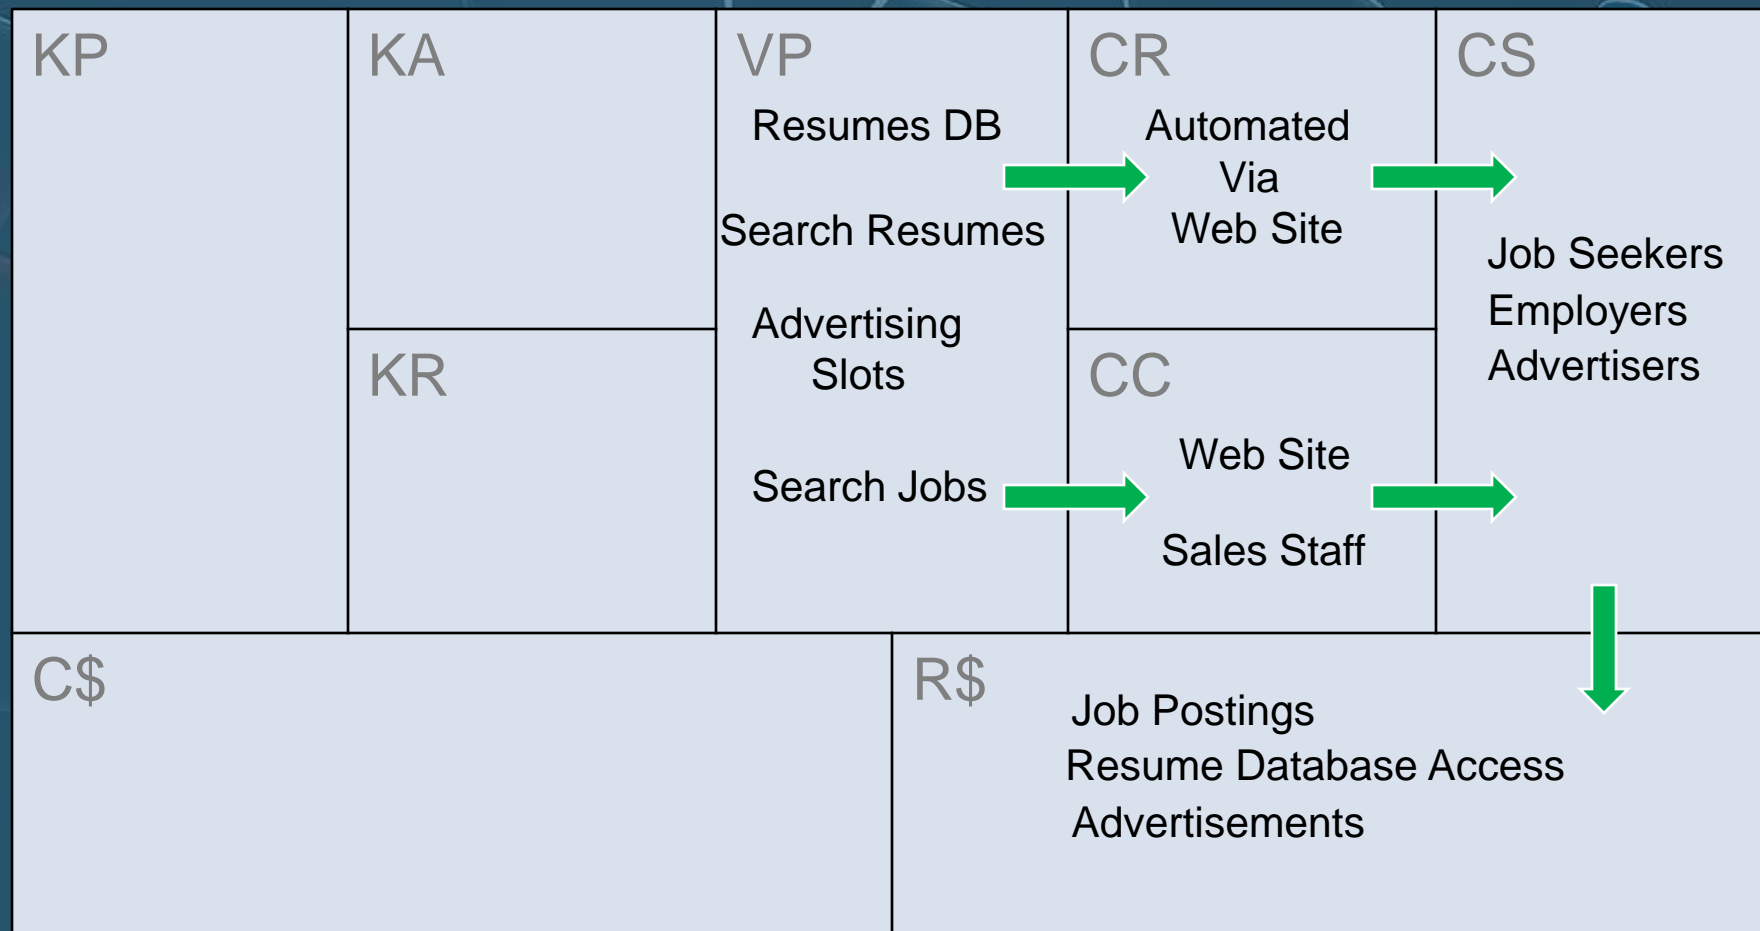 KP
KA
VP
Resumes DB
Search Resumes
Advertising
Slots
Search Jobs
CR
Automated
Via
Web Site
CS
Job Seekers
Employers
Advertisers
KR
CC
Web Site
Sales Staff
C$
R$
Job Postings
Resume Database Access
Advertisements